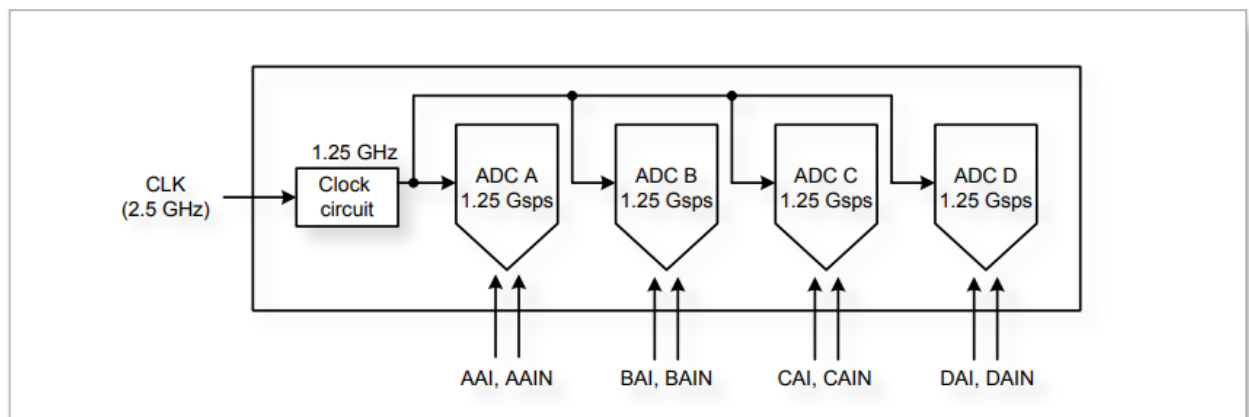 1.25 GHz
CLK
(2.5 GHz)
Clock
circuit
ADC A
1.25 Gsps
ADC B
1.25 Gsps
ADC C
1.25 Gsps
ADC D
1.25 Gsps
AAI, AAIN
BAI, BAIN
CAI, CAIN
DAI, DAIN